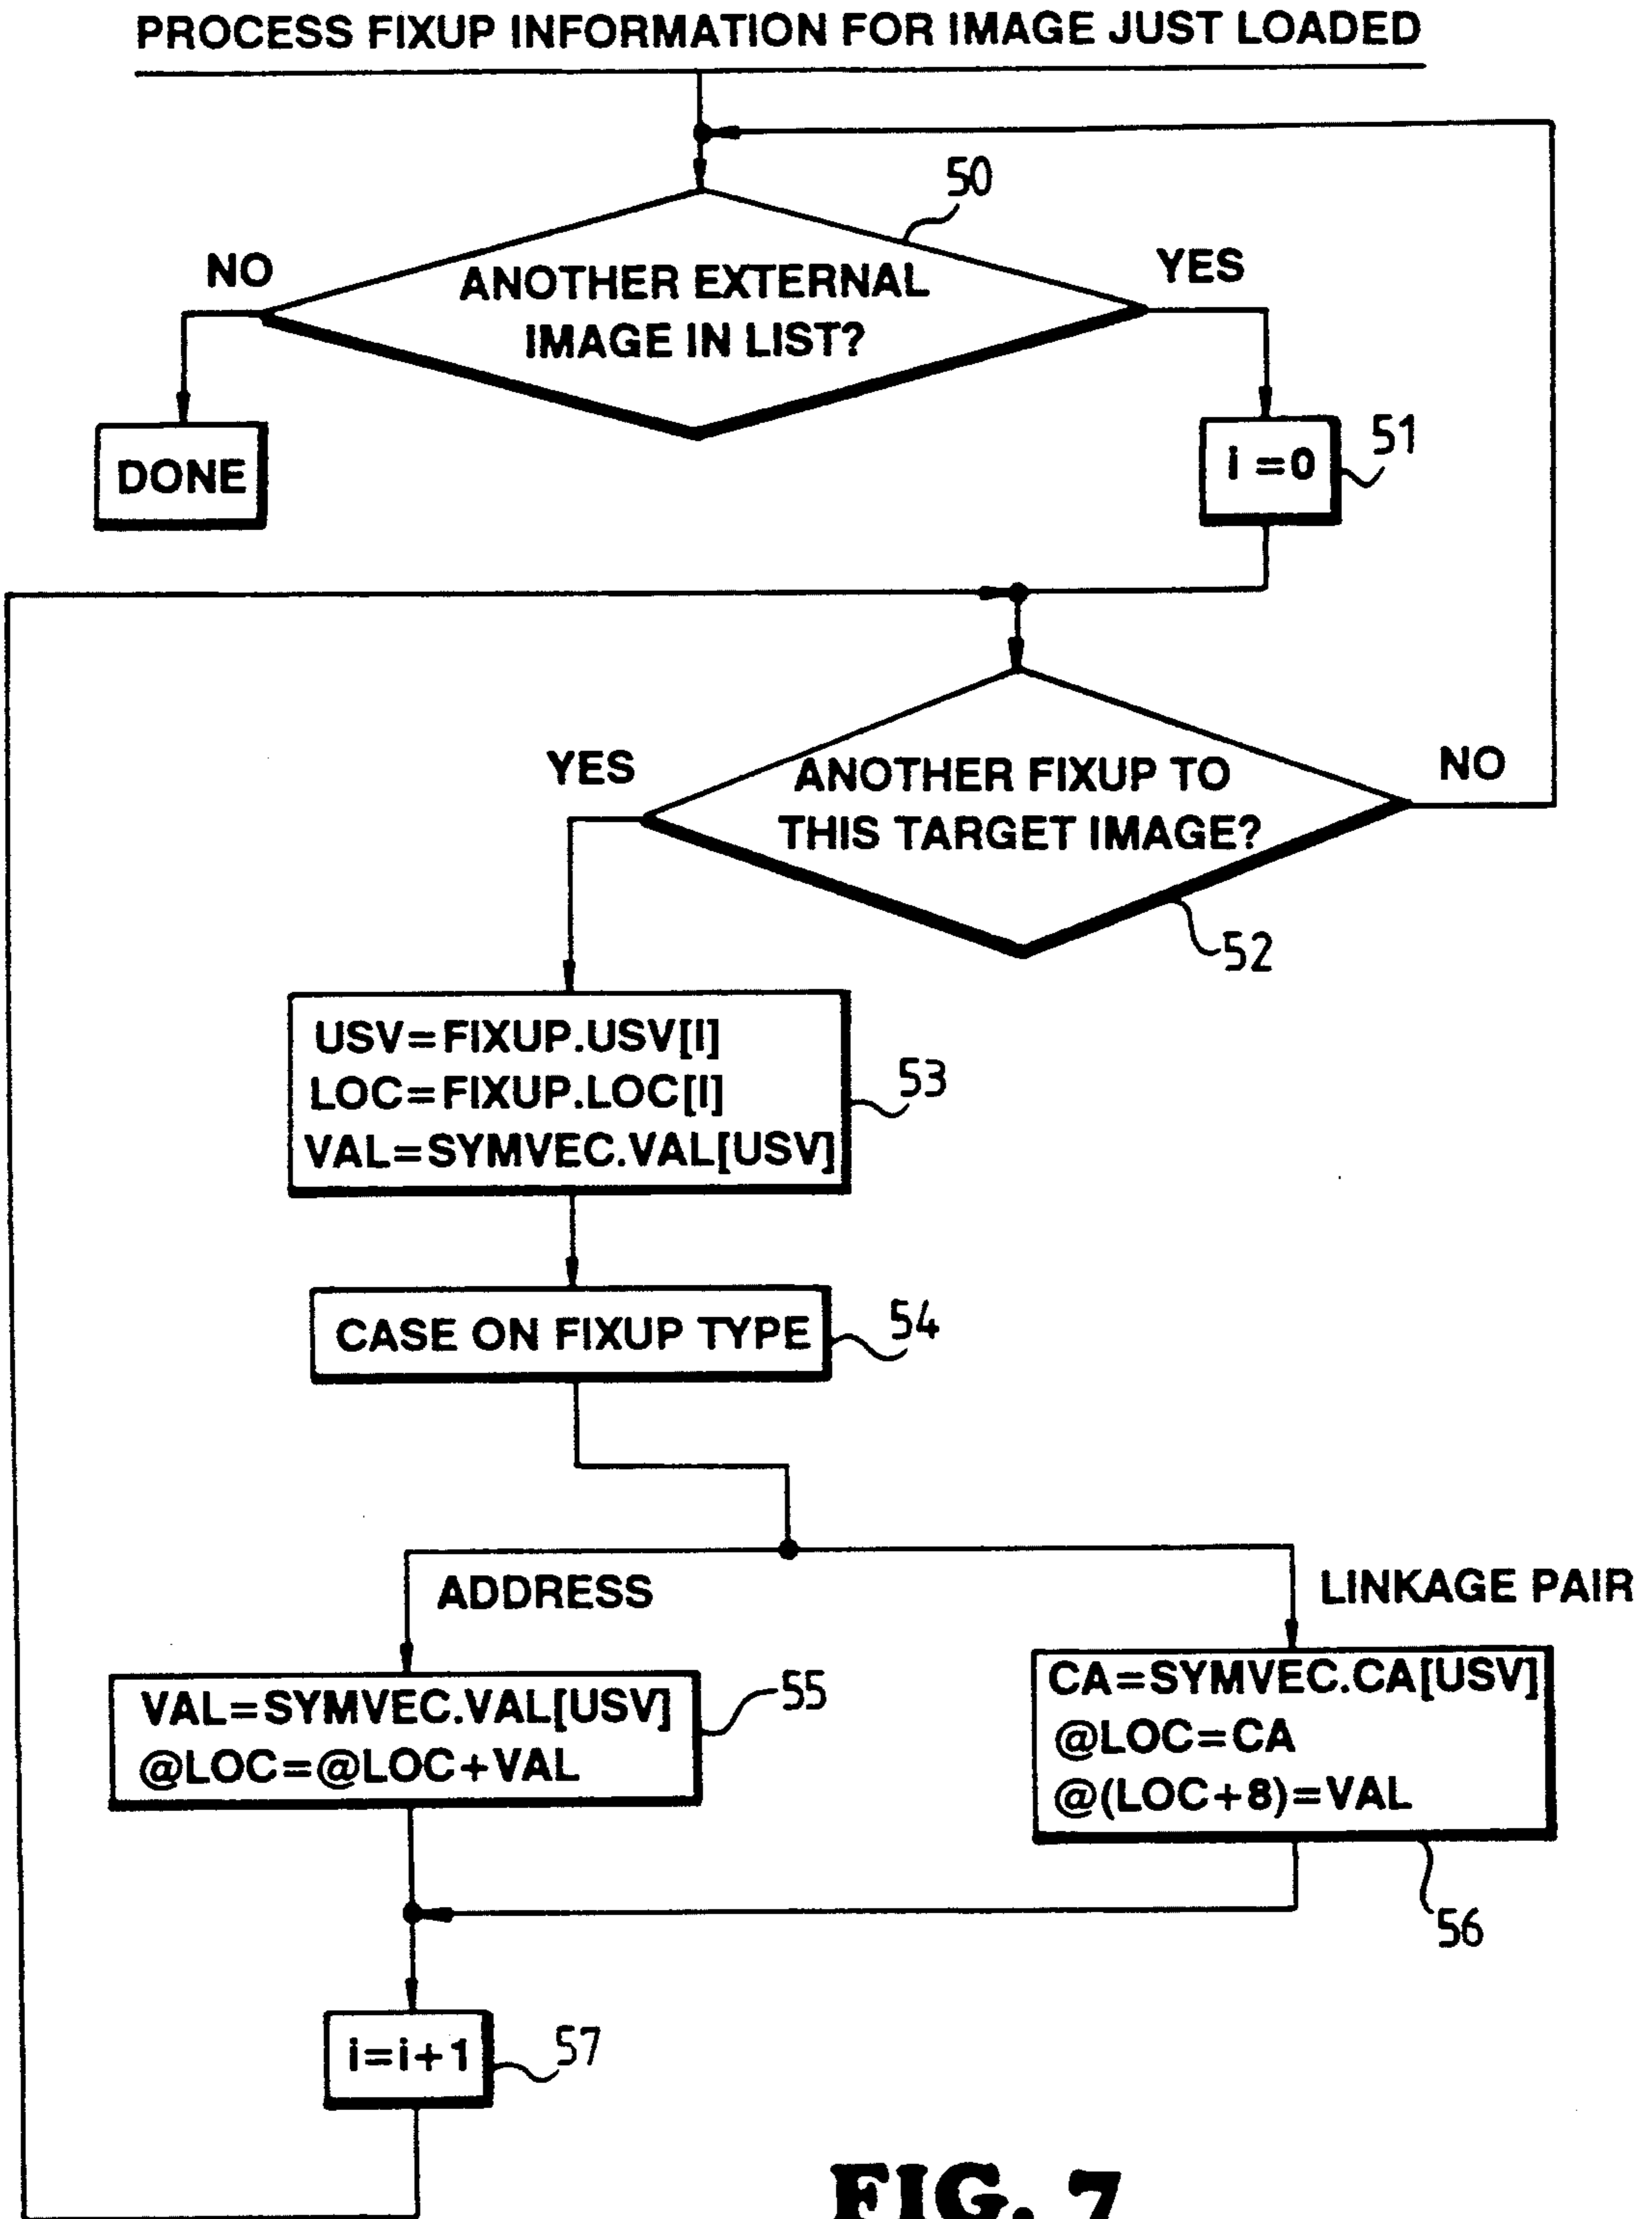 PROCESS FIXUP INFORMATION FOR IMAGE JUST LOADED
50
NO
YES
ANOTHER EXTERNAL
IMAGE IN LIST?
DONE
i =0
51
YES
NO
ANOTHER FIXUP TO
THIS TARGET IMAGE?
52
USV=FIXUP.USV[I]
LOC=FIXUP.LOC[I]
VAL=SYMVEC.VAL[USV]
53
CASE ON FIXUP TYPE
54
ADDRESS
LINKAGE PAIR
VAL=SYMVEC.VAL[USV]
@LOC=@LOC+VAL
55
CA=SYMVEC.CA[USV]
@LOC=CA
@(LOC+8)=VAL
56
i=i+1
57
FIG. 7